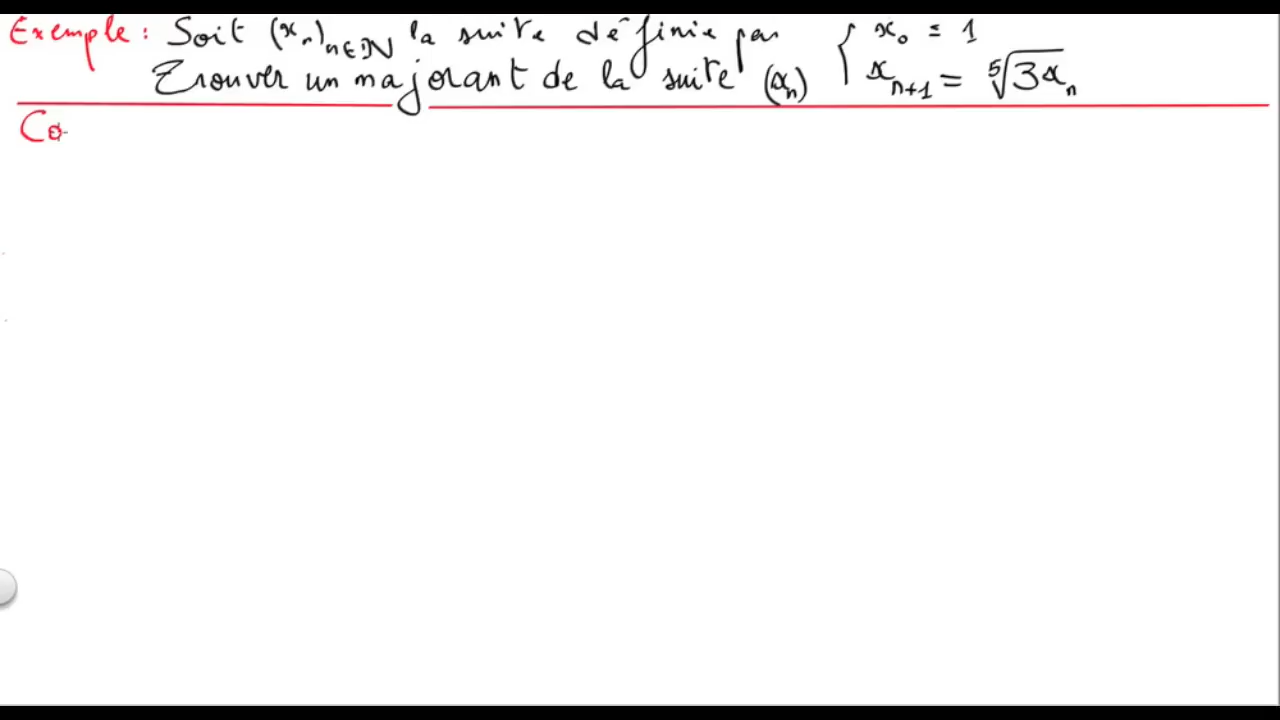 Exemple : Soit (xₙ)ₙ∈ℕ la suite définie par { x₀ = 1
Trouver un majorant de la suite (xₙ) xₙ₊₁ = ⁵√3xₙ
Co